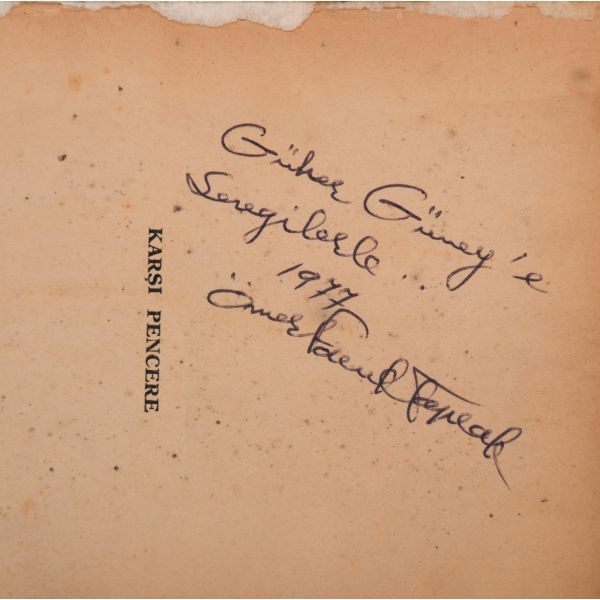 Güher Güney'e
Sevgilerle..
1977
Ömer Faruk Toprak
KARŞI PENCERE